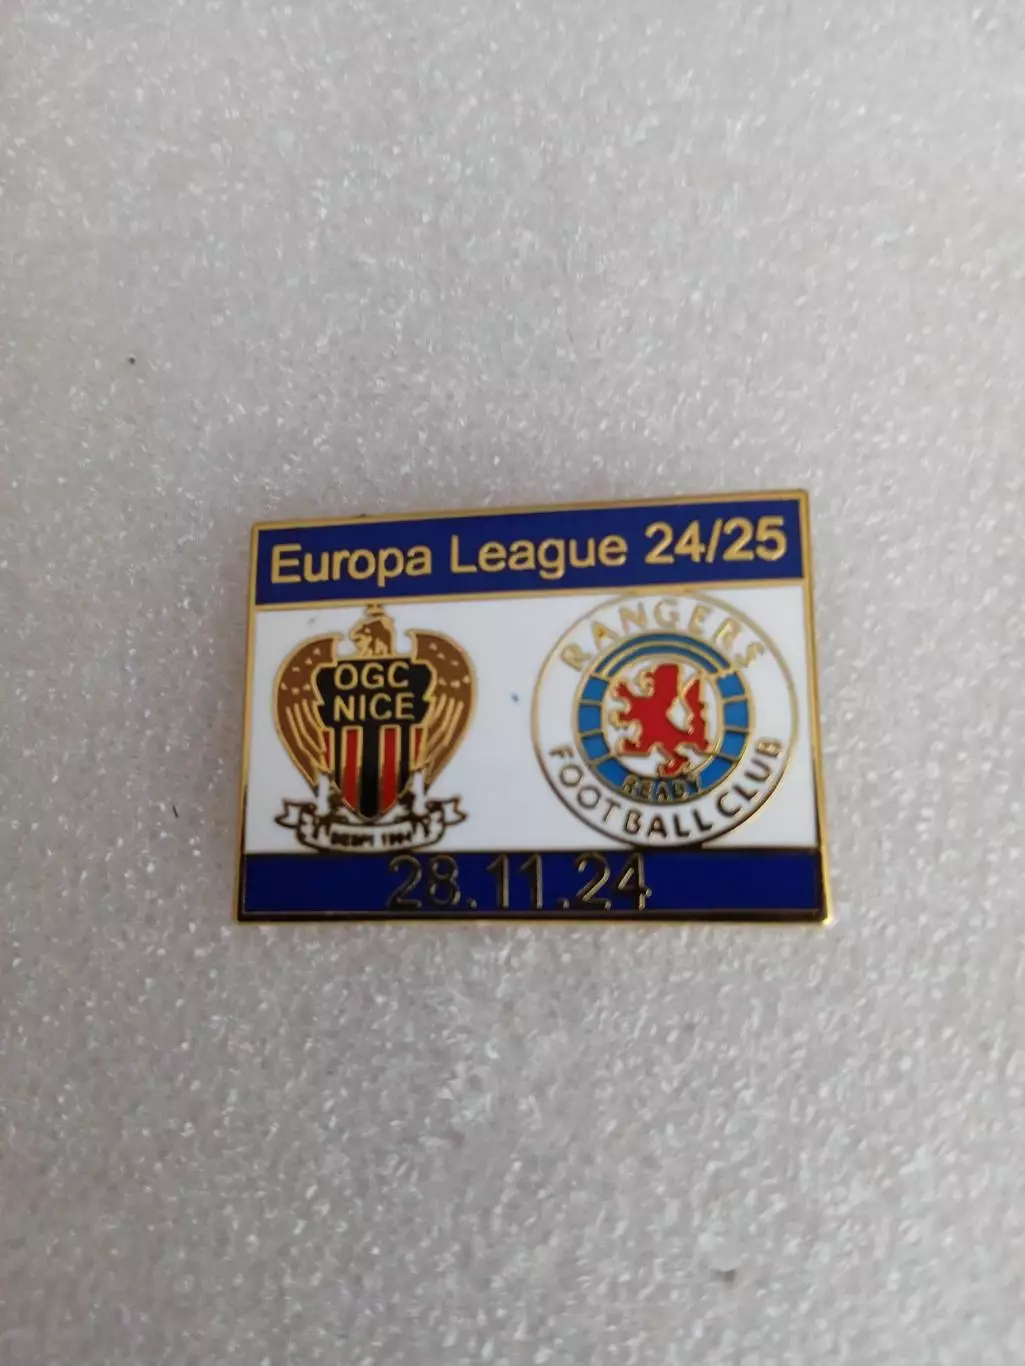 Europa League 24/25
OGC
NICE
RANGERS
FOOTBALL CLUB
READY
28.11.24